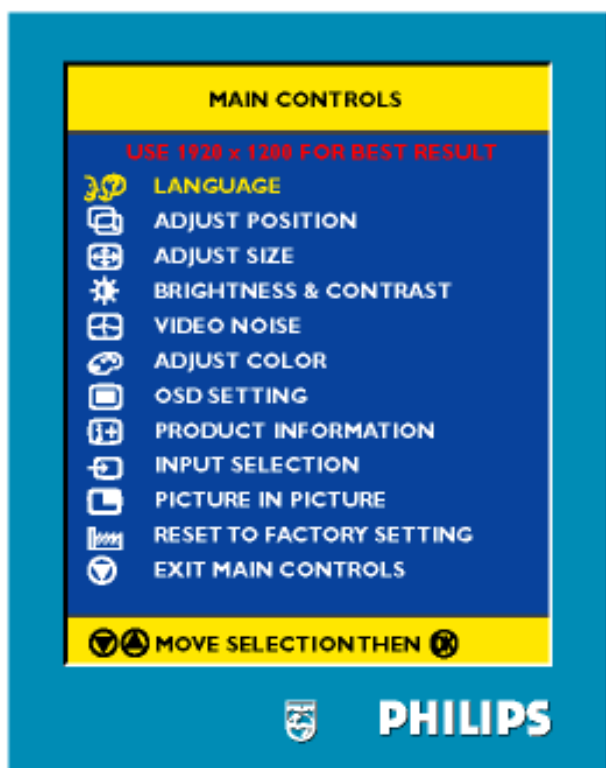 MAIN CONTROLS
USE 1920 x 1200 FOR BEST RESULT
LANGUAGE
ADJUST POSITION
ADJUST SIZE
BRIGHTNESS & CONTRAST
VIDEO NOISE
ADJUST COLOR
OSD SETTING
PRODUCT INFORMATION
INPUT SELECTION
PICTURE IN PICTURE
RESET TO FACTORY SETTING
EXIT MAIN CONTROLS
MOVE SELECTION THEN OK
PHILIPS